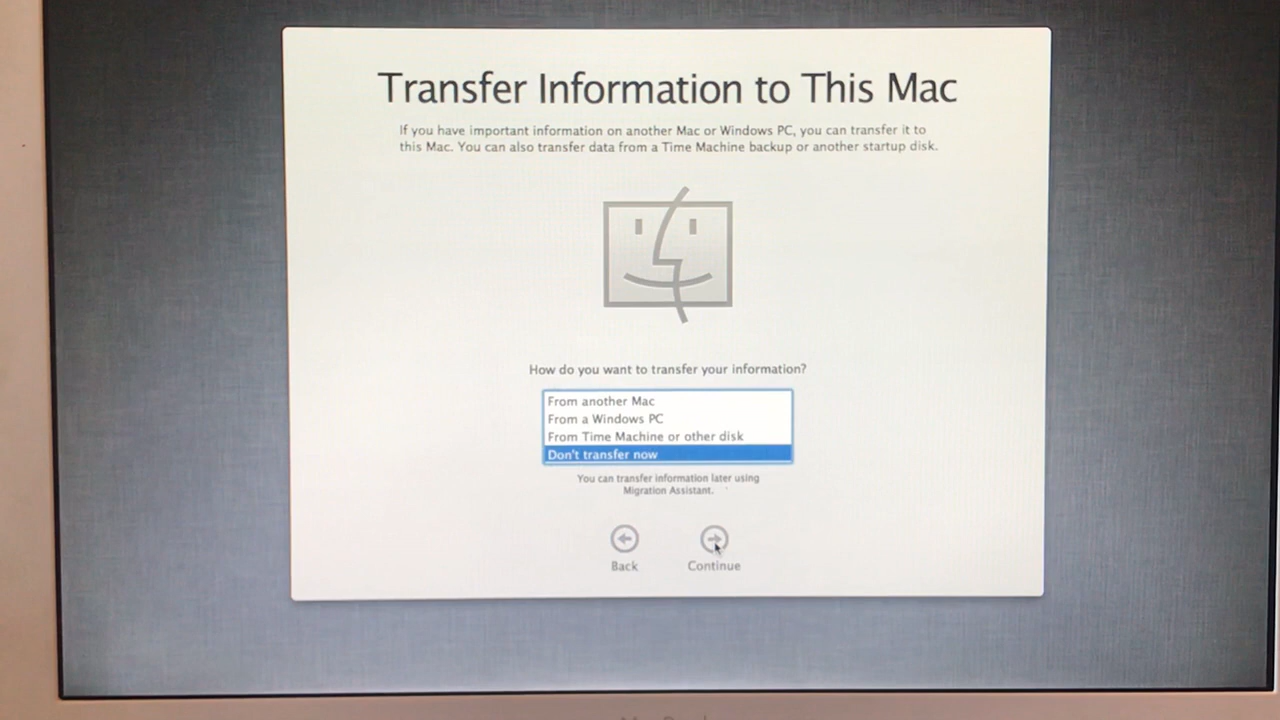 Transfer Information to This Mac
If you have important information on another Mac or Windows PC, you can transfer it to
this Mac. You can also transfer data from a Time Machine backup or another startup disk.
How do you want to transfer your information?
From another Mac
From a Windows PC
From Time Machine or other disk
Don't transfer now
You can transfer information later using
Migration Assistant.
Back
Continue